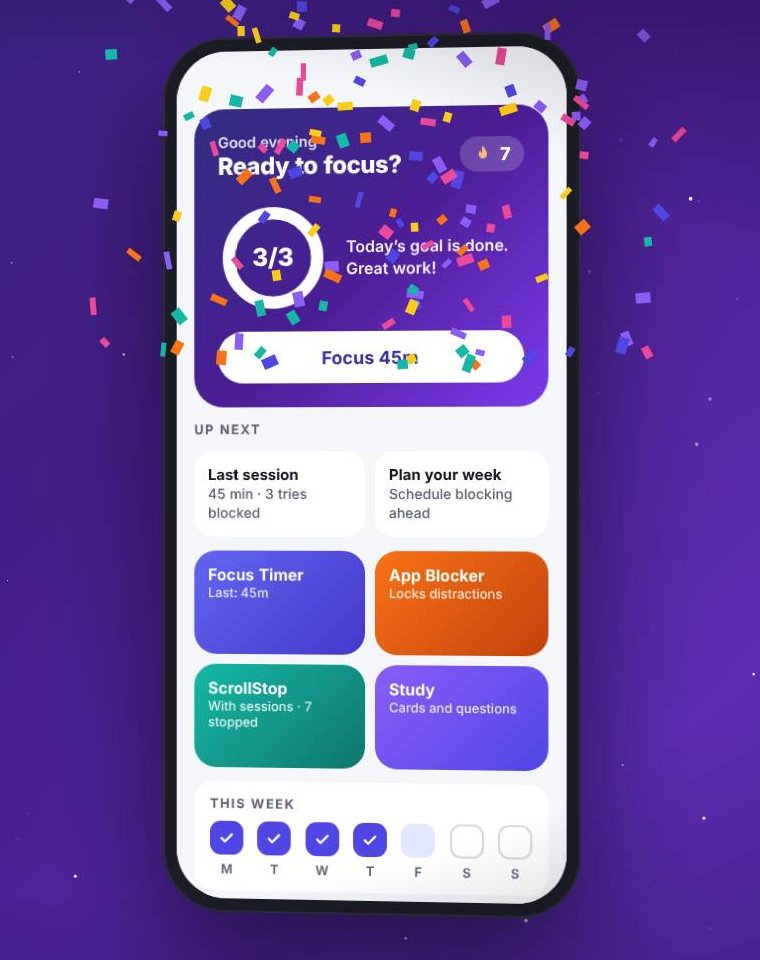 Good evening
Ready to focus?
7
3/3
Today's goal is done.
Great work!
Focus 45m
UP NEXT
Last session
45 min · 3 tries
blocked
Plan your week
Schedule blocking
ahead
Focus Timer
Last: 45m
App Blocker
Locks distractions
ScrollStop
With sessions · 7
stopped
Study
Cards and questions
THIS WEEK
M T W T F S S